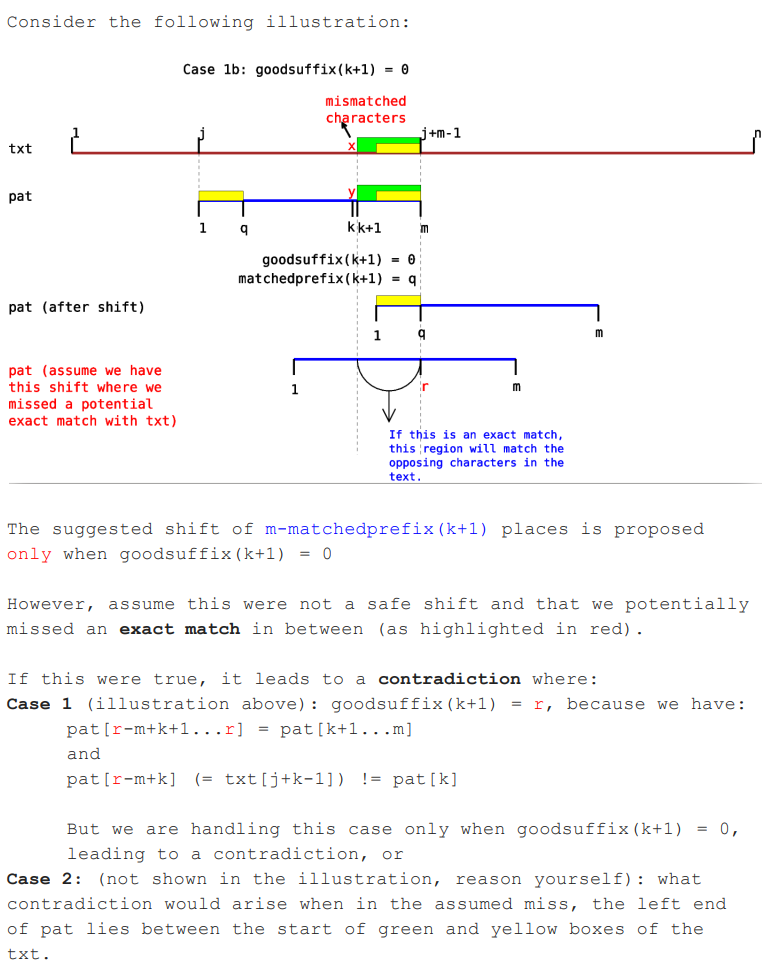 Consider the following illustration:
Case 1b: goodsuffix(k+1) = 0
mismatched
characters
1
j
j+m-1
n
txt
x
pat
y
1
q
k
k+1
m
goodsuffix(k+1) = 0
matchedprefix(k+1) = q
pat (after shift)
1
q
m
pat (assume we have
this shift where we
missed a potential
exact match with txt)
1
r
m
If this is an exact match,
this region will match the
opposing characters in the
text.
The suggested shift of m-matchedprefix(k+1) places is proposed
only when goodsuffix(k+1) = 0
However, assume this were not a safe shift and that we potentially
missed an exact match in between (as highlighted in red).
If this were true, it leads to a contradiction where:
Case 1 (illustration above): goodsuffix(k+1) = r, because we have:
pat[r-m+k+1...r] = pat[k+1...m]
and
pat[r-m+k] (= txt[j+k-1]) != pat[k]
But we are handling this case only when goodsuffix(k+1) = 0,
leading to a contradiction, or
Case 2: (not shown in the illustration, reason yourself): what
contradiction would arise when in the assumed miss, the left end
of pat lies between the start of green and yellow boxes of the
txt.